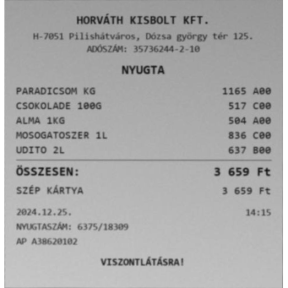 HORVÁTH KISBOLT KFT.
H-7051 Pilishátváros, Dózsa györgy tér 125.
ADÓSZÁM: 35736244-2-10
NYUGTA
PARADICSOM KG 1165 A00
CSOKOLADE 100G 517 C00
ALMA 1KG 504 A00
MOSOGATOSZER 1L 836 C00
UDITO 2L 637 B00
ÖSSZESEN: 3 659 Ft
SZÉP KÁRTYA 3 659 Ft
2024.12.25. 14:15
NYUGTASZÁM: 6375/18309
AP A38620102
VISZONTLÁTÁSRA!